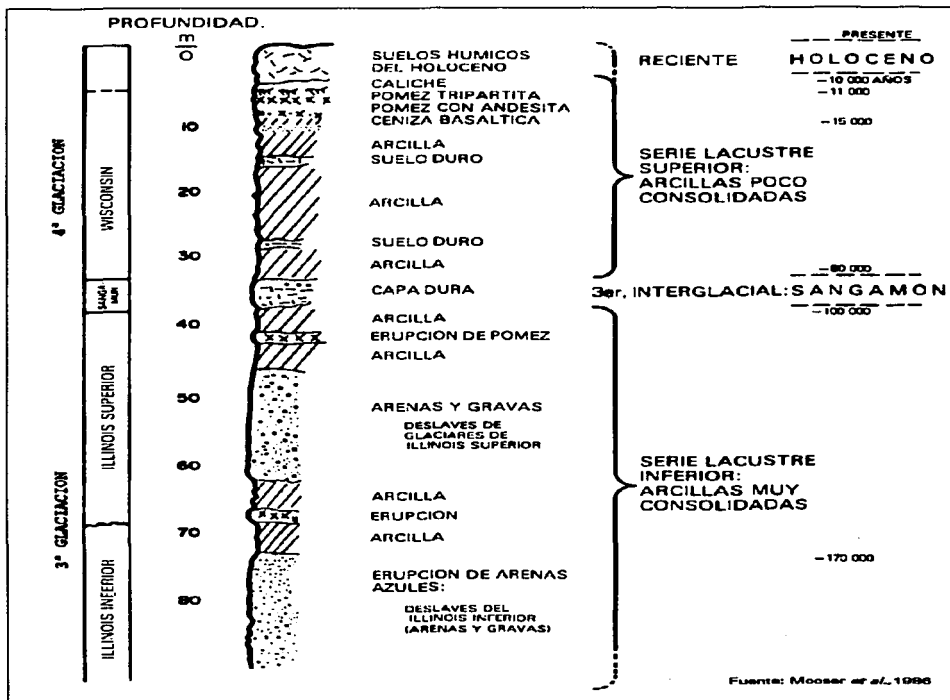 PROFUNDIDAD.
m
0
10
20
30
40
50
60
70
80
4ª GLACIACION
3ª GLACIACION
WISCONSIN
SANGA-
MON
ILLINOIS SUPERIOR
ILLINOIS INFERIOR
SUELOS HUMICOS
DEL HOLOCENO
CALICHE
POMEZ TRIPARTITA
POMEZ CON ANDESITA
CENIZA BASALTICA
ARCILLA
SUELO DURO
ARCILLA
SUELO DURO
ARCILLA
CAPA DURA
ARCILLA
ERUPCION DE POMEZ
ARCILLA
ARENAS Y GRAVAS
DESLAVES DE
GLACIARES DE
ILLINOIS SUPERIOR
ARCILLA
ERUPCION
ARCILLA
ERUPCION DE ARENAS
AZULES:
DESLAVES DEL
ILLINOIS INFERIOR
(ARENAS Y GRAVAS)
RECIENTE
SERIE LACUSTRE
SUPERIOR:
ARCILLAS POCO
CONSOLIDADAS
3er. INTERGLACIAL: SANGAMON
SERIE LACUSTRE
INFERIOR:
ARCILLAS MUY
CONSOLIDADAS
PRESENTE
HOLOCENO
-10 000 AÑOS
-11 000
-15 000
-80 000
-100 000
-170 000
Fuente: Mooser et al., 1986